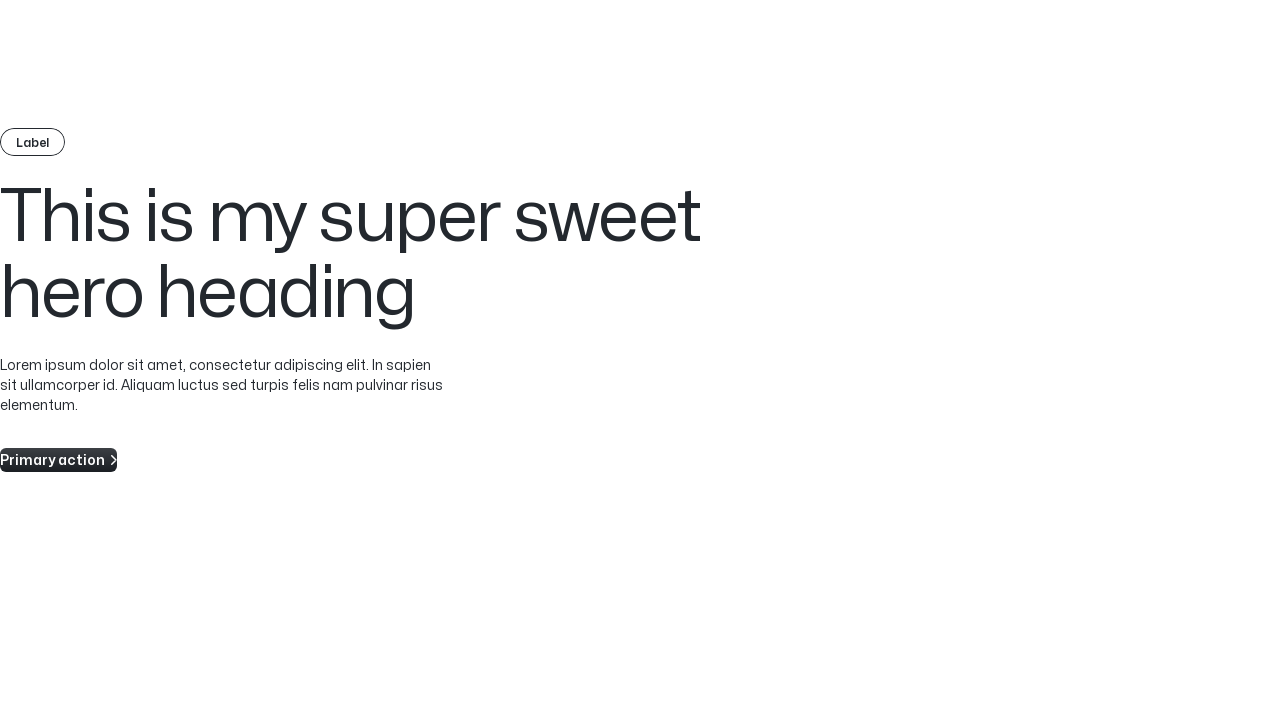 Label
This is my super sweet
hero heading
Lorem ipsum dolor sit amet, consectetur adipiscing elit. In sapien
sit ullamcorper id. Aliquam luctus sed turpis felis nam pulvinar risus
elementum.
Primary action